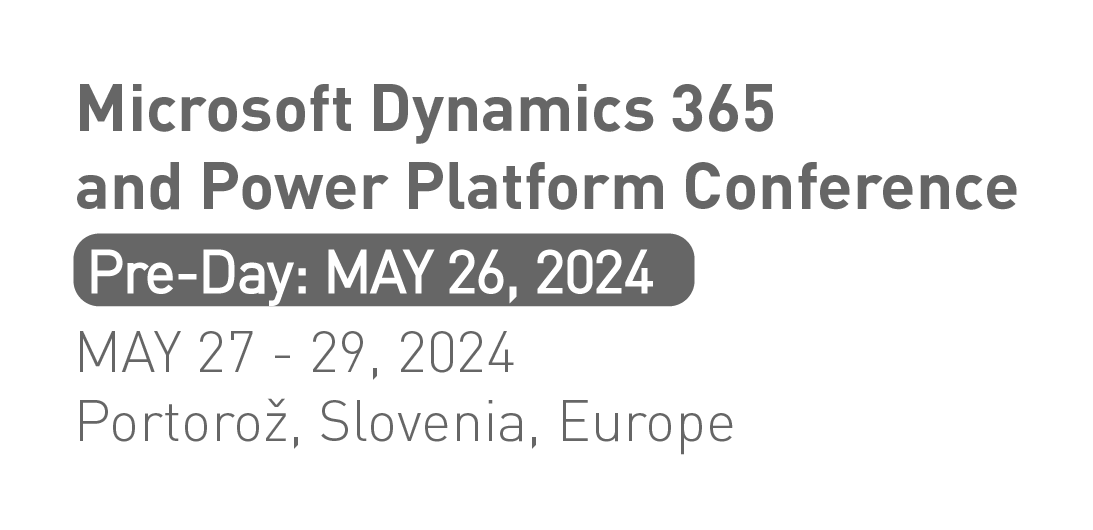 Microsoft Dynamics 365
and Power Platform Conference
Pre-Day: MAY 26, 2024
MAY 27 - 29, 2024
Portorož, Slovenia, Europe